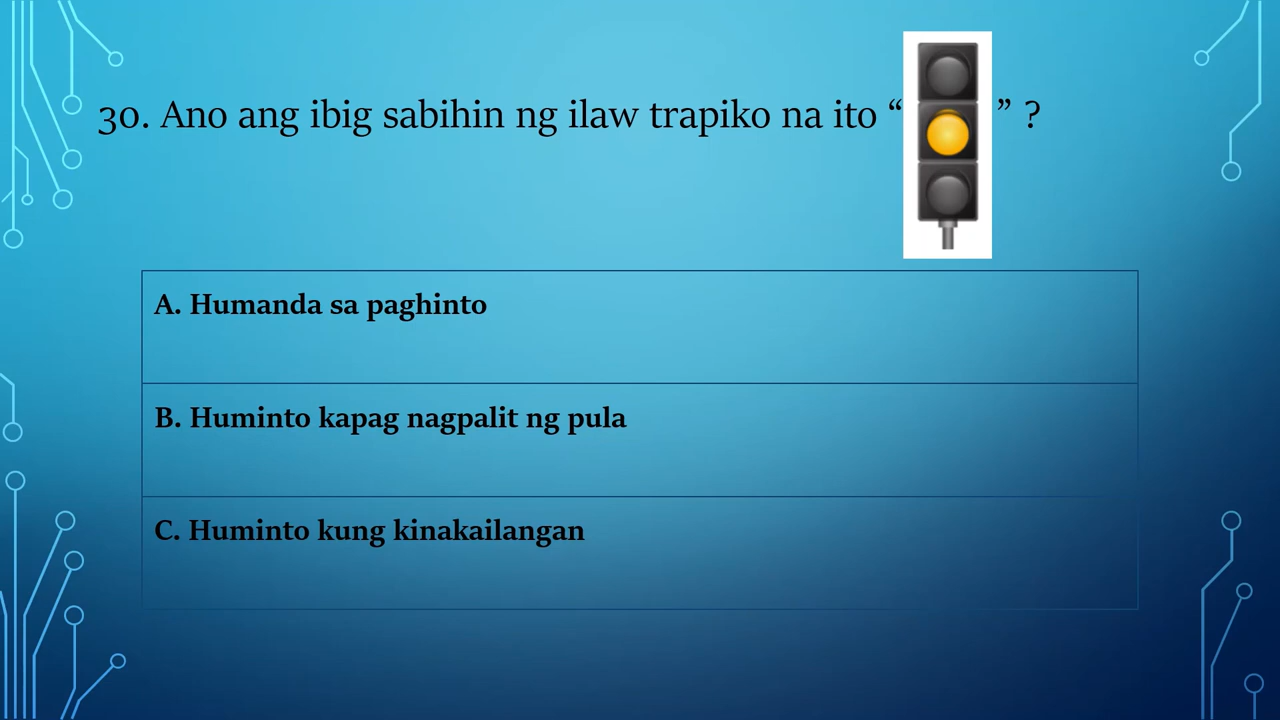 30. Ano ang ibig sabihin ng ilaw trapiko na ito “ ” ?
A. Humanda sa paghinto
B. Huminto kapag nagpalit ng pula
C. Huminto kung kinakailangan